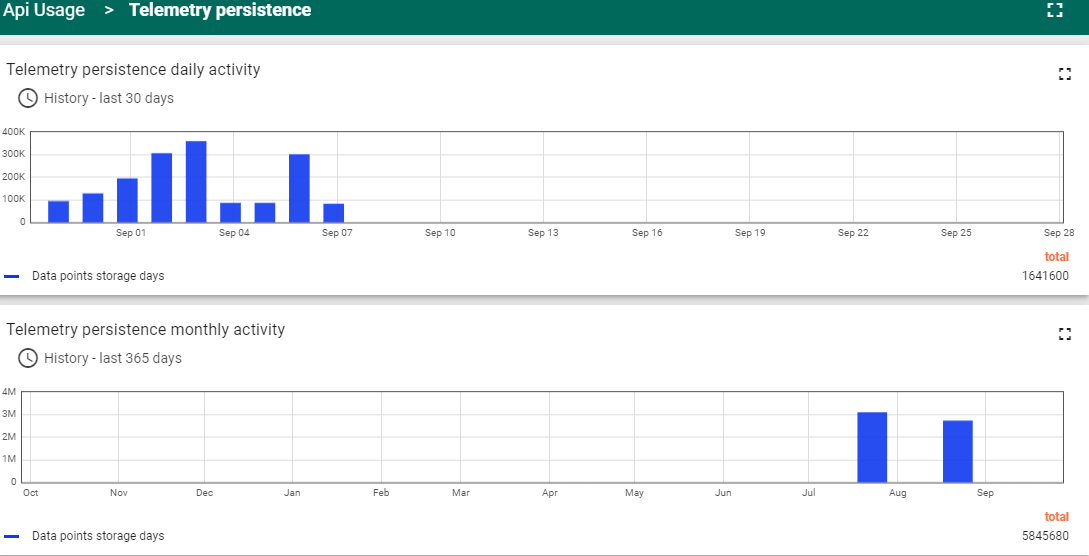 Api Usage > Telemetry persistence
Telemetry persistence daily activity
History - last 30 days
400K
300K
200K
100K
0
Sep 01 Sep 04 Sep 07 Sep 10 Sep 13 Sep 16 Sep 19 Sep 22 Sep 25 Sep 28
total
Data points storage days 1641600
Telemetry persistence monthly activity
History - last 365 days
4M
3M
2M
1M
0
Oct Nov Dec Jan Feb Mar Apr May Jun Jul Aug Sep
total
Data points storage days 5845680